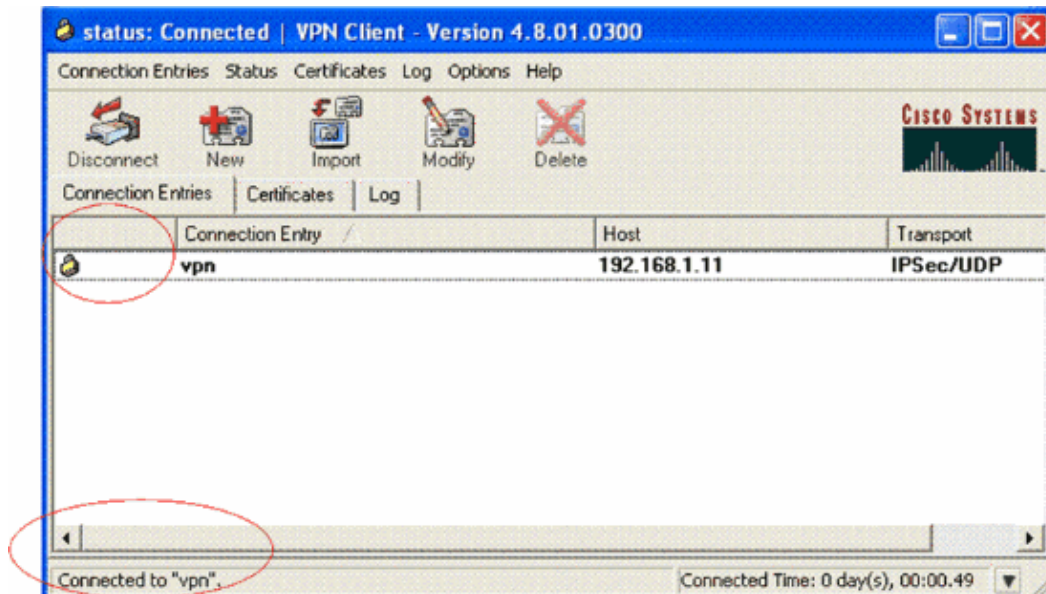 status: Connected | VPN Client - Version 4.8.01.0300
Connection Entries Status Certificates Log Options Help
Disconnect New Import Modify Delete
CISCO SYSTEMS
Connection Entries Certificates Log
Connection Entry Host Transport
vpn 192.168.1.11 IPSec/UDP
Connected to "vpn". Connected Time: 0 day(s), 00:00.49